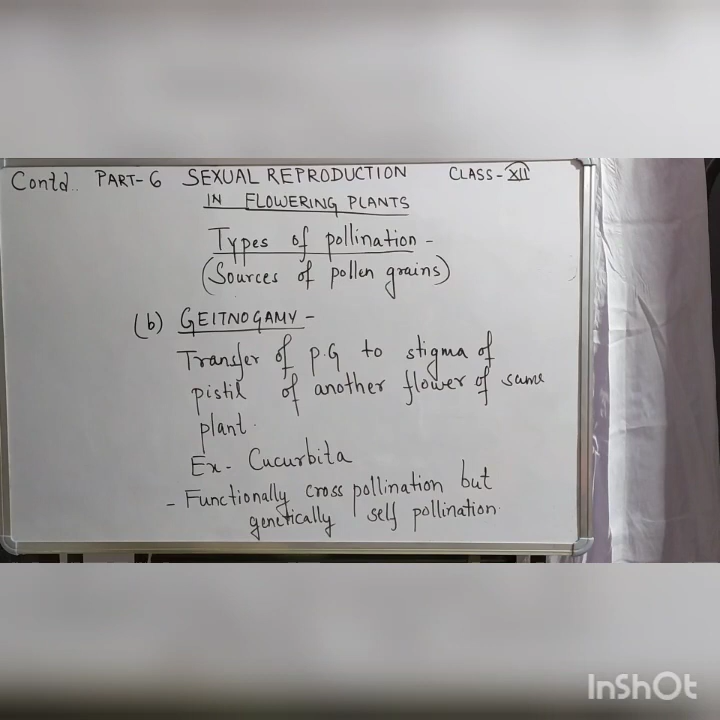 Contd.. PART-6 SEXUAL REPRODUCTION CLASS-XII
IN FLOWERING PLANTS
Types of pollination -
(Sources of pollen grains)
(b) GEITNOGAMY -
Transfer of P.G to stigma of
pistil of another flower of same
plant.
Ex- Cucurbita
- Functionally cross pollination but
genetically self pollination.
InShOt